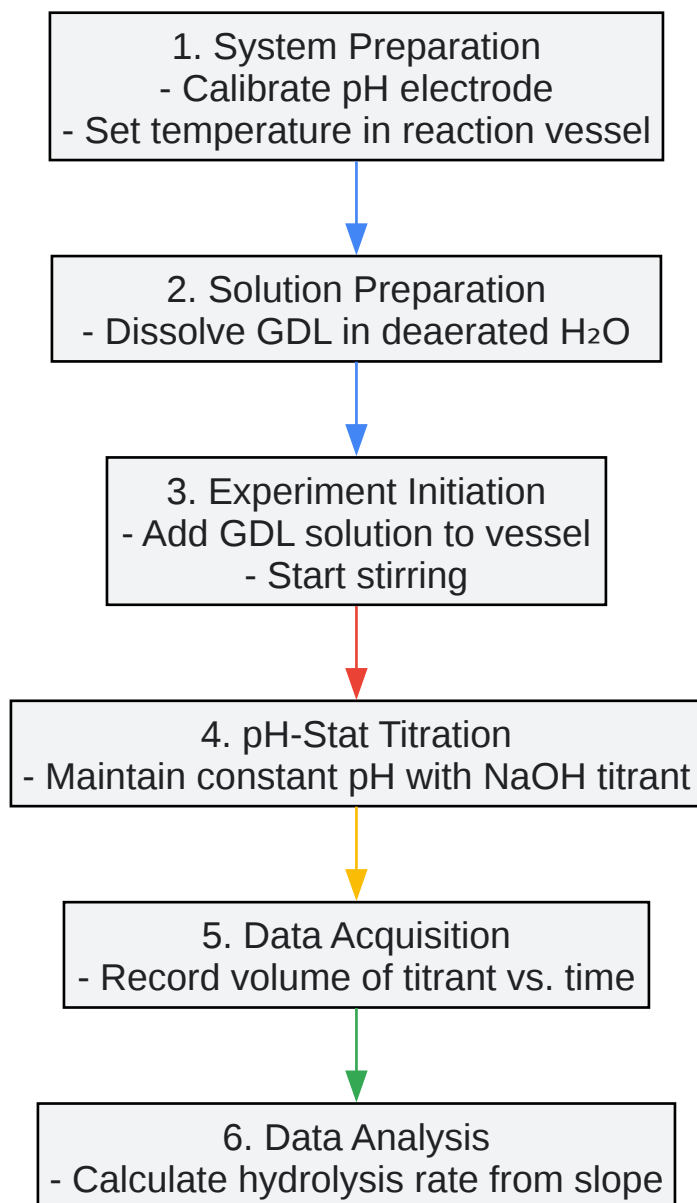 1. System Preparation
- Calibrate pH electrode
- Set temperature in reaction vessel
2. Solution Preparation
- Dissolve GDL in deaerated H₂O
3. Experiment Initiation
- Add GDL solution to vessel
- Start stirring
4. pH-Stat Titration
- Maintain constant pH with NaOH titrant
5. Data Acquisition
- Record volume of titrant vs. time
6. Data Analysis
- Calculate hydrolysis rate from slope